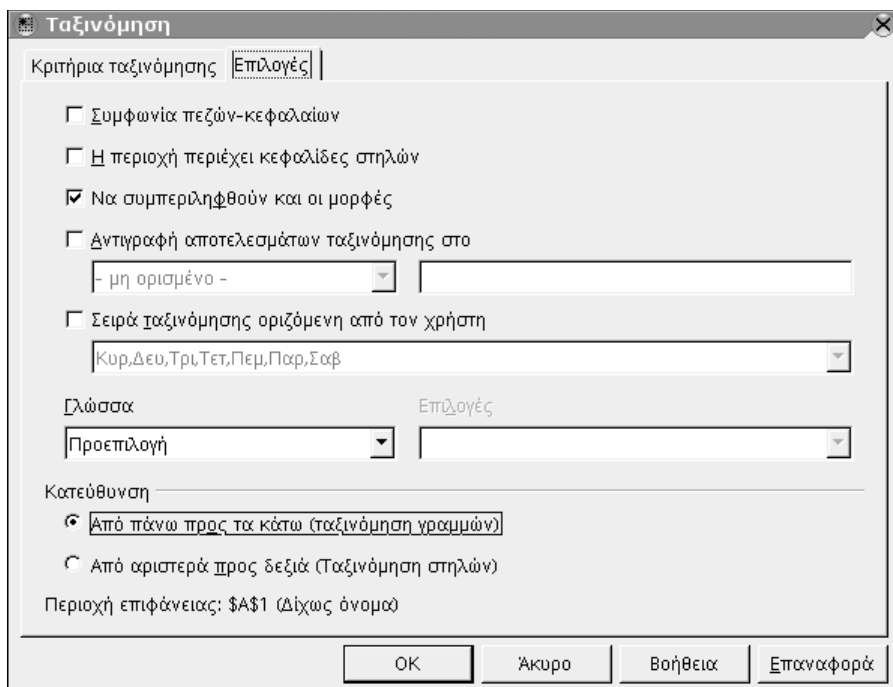 Ταξινόμηση
Κριτήρια ταξινόμησης Επιλογές
Συμφωνία πεζών-κεφαλαίων
Η περιοχή περιέχει κεφαλίδες στηλών
Να συμπεριληφθούν και οι μορφές
Αντιγραφή αποτελεσμάτων ταξινόμησης στο
- μη ορισμένο -
Σειρά ταξινόμησης οριζόμενη από τον χρήστη
Κυρ,Δευ,Τρι,Τετ,Πεμ,Παρ,Σαβ
Γλώσσα Επιλογές
Προεπιλογή
Κατεύθυνση
Από πάνω προς τα κάτω (ταξινόμηση γραμμών)
Από αριστερά προς δεξιά (Ταξινόμηση στηλών)
Περιοχή επιφάνειας: $A$1 (Δίχως όνομα)
OK Άκυρο Βοήθεια Επαναφορά